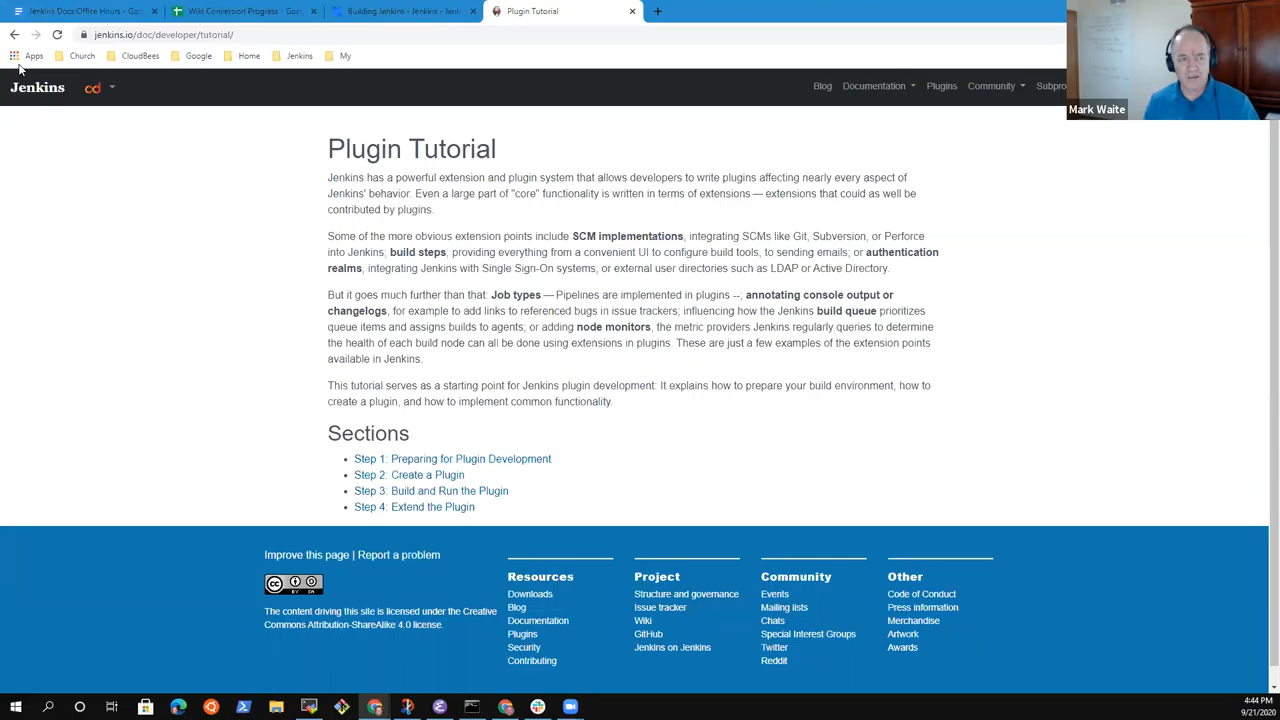 Jenkins Docs Office Hours - Goo
Wiki Conversion Progress - Goog
Building Jenkins - Jenkins - Jenk
Plugin Tutorial
jenkins.io/doc/developer/tutorial/
Apps
Church
CloudBees
Google
Home
Jenkins
My
Jenkins
cd
Blog
Documentation
Plugins
Community
Subpro
Mark Waite
Plugin Tutorial
Jenkins has a powerful extension and plugin system that allows developers to write plugins affecting nearly every aspect of
Jenkins' behavior. Even a large part of "core" functionality is written in terms of extensions — extensions that could as well be
contributed by plugins.
Some of the more obvious extension points include SCM implementations, integrating SCMs like Git, Subversion, or Perforce
into Jenkins; build steps, providing everything from a convenient UI to configure build tools, to sending emails; or authentication
realms, integrating Jenkins with Single Sign-On systems, or external user directories such as LDAP or Active Directory.
But it goes much further than that: Job types — Pipelines are implemented in plugins --, annotating console output or
changelogs, for example to add links to referenced bugs in issue trackers; influencing how the Jenkins build queue prioritizes
queue items and assigns builds to agents; or adding node monitors, the metric providers Jenkins regularly queries to determine
the health of each build node can all be done using extensions in plugins. These are just a few examples of the extension points
available in Jenkins.
This tutorial serves as a starting point for Jenkins plugin development: It explains how to prepare your build environment, how to
create a plugin, and how to implement common functionality.
Sections
Step 1: Preparing for Plugin Development
Step 2: Create a Plugin
Step 3: Build and Run the Plugin
Step 4: Extend the Plugin
Improve this page | Report a problem
The content driving this site is licensed under the Creative
Commons Attribution-ShareAlike 4.0 license.
Resources
Downloads
Blog
Documentation
Plugins
Security
Contributing
Project
Structure and governance
Issue tracker
Wiki
GitHub
Jenkins on Jenkins
Community
Events
Mailing lists
Chats
Special Interest Groups
Twitter
Reddit
Other
Code of Conduct
Press information
Merchandise
Artwork
Awards
4:44 PM
9/21/2020